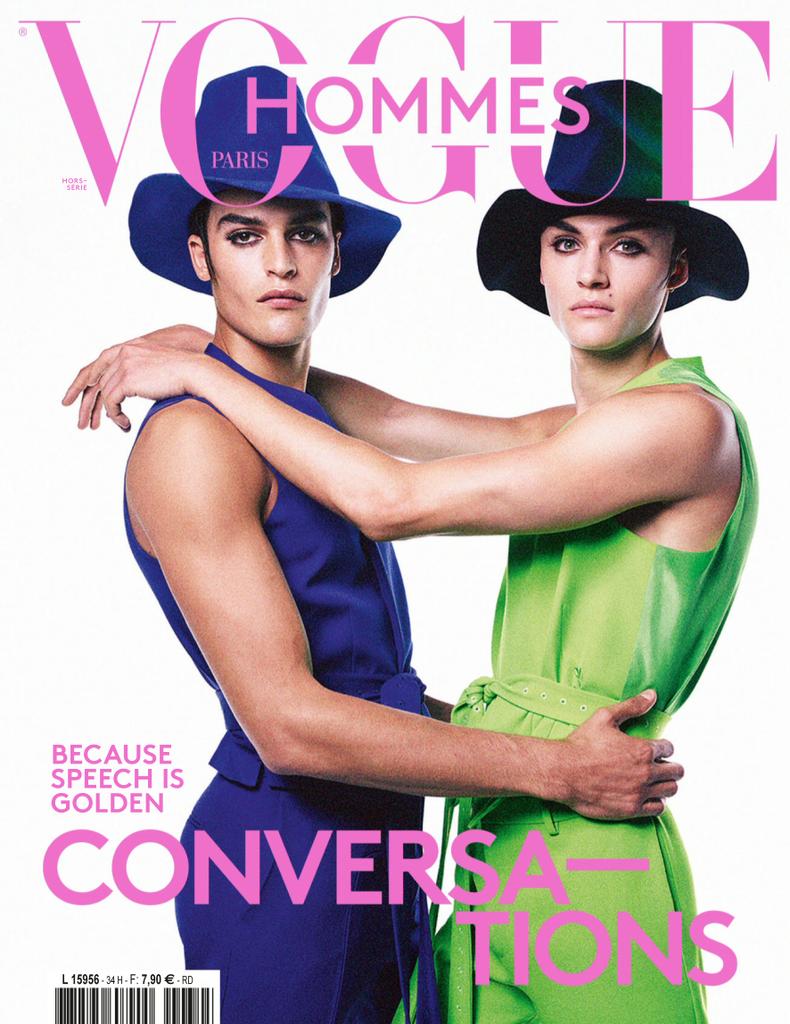 ®
VOGUE
HOMMES
PARIS
HORS-
SÉRIE
BECAUSE
SPEECH IS
GOLDEN
CONVERSA—
TIONS
L 15956 - 34 H - F: 7,90 € - RD